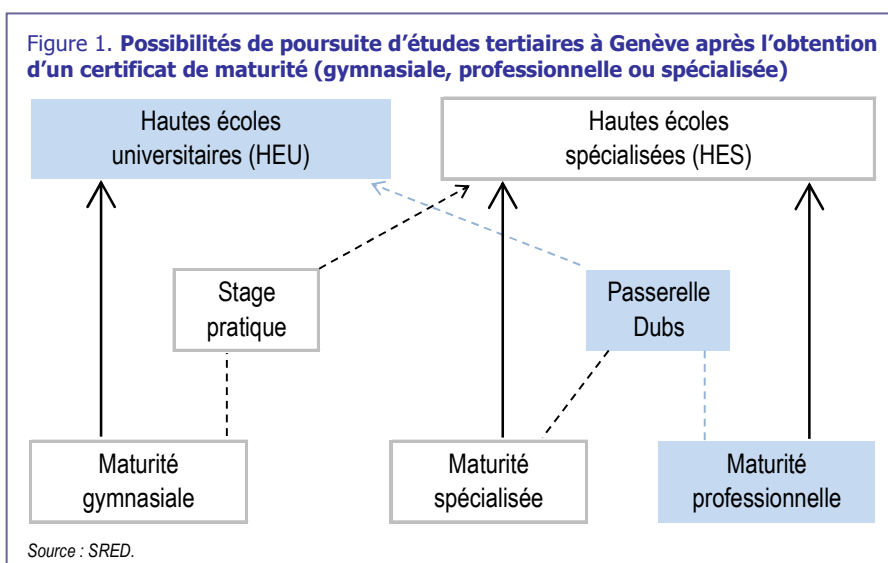 Figure 1. Possibilités de poursuite d’études tertiaires à Genève après l’obtention
d’un certificat de maturité (gymnasiale, professionnelle ou spécialisée)
Hautes écoles
universitaires (HEU)
Hautes écoles
spécialisées (HES)
Stage
pratique
Passerelle
Dubs
Maturité
gymnasiale
Maturité
spécialisée
Maturité
professionnelle
Source : SRED.